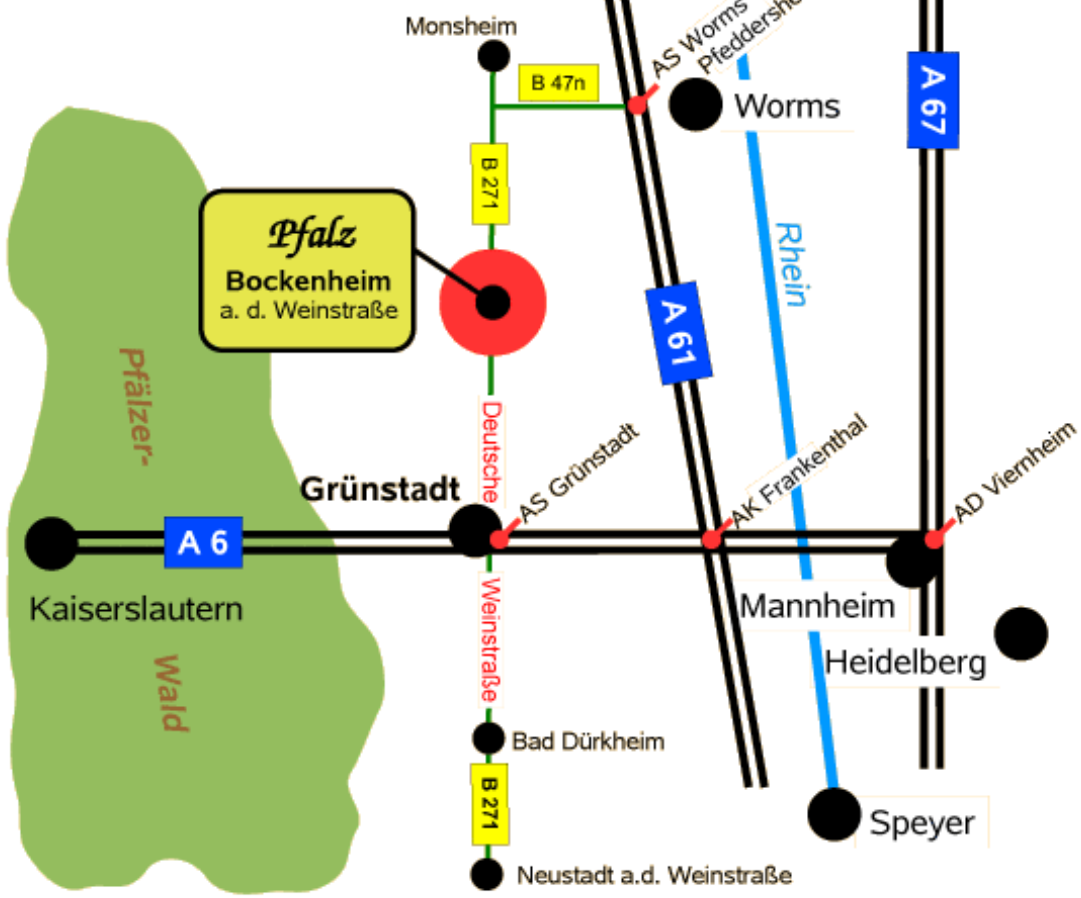 Monsheim
AS Worms
Pfeddershe
B 47n
Worms
A 67
B 271
Pfalz
Bockenheim
a. d. Weinstraße
Rhein
A 61
Pfälzer-
Deutsche
AS Grünstadt
AK Frankenthal
AD Viernheim
Grünstadt
A 6
Kaiserslautern
Weinstraße
Mannheim
Heidelberg
Wald
Bad Dürkheim
B 271
Speyer
Neustadt a.d. Weinstraße